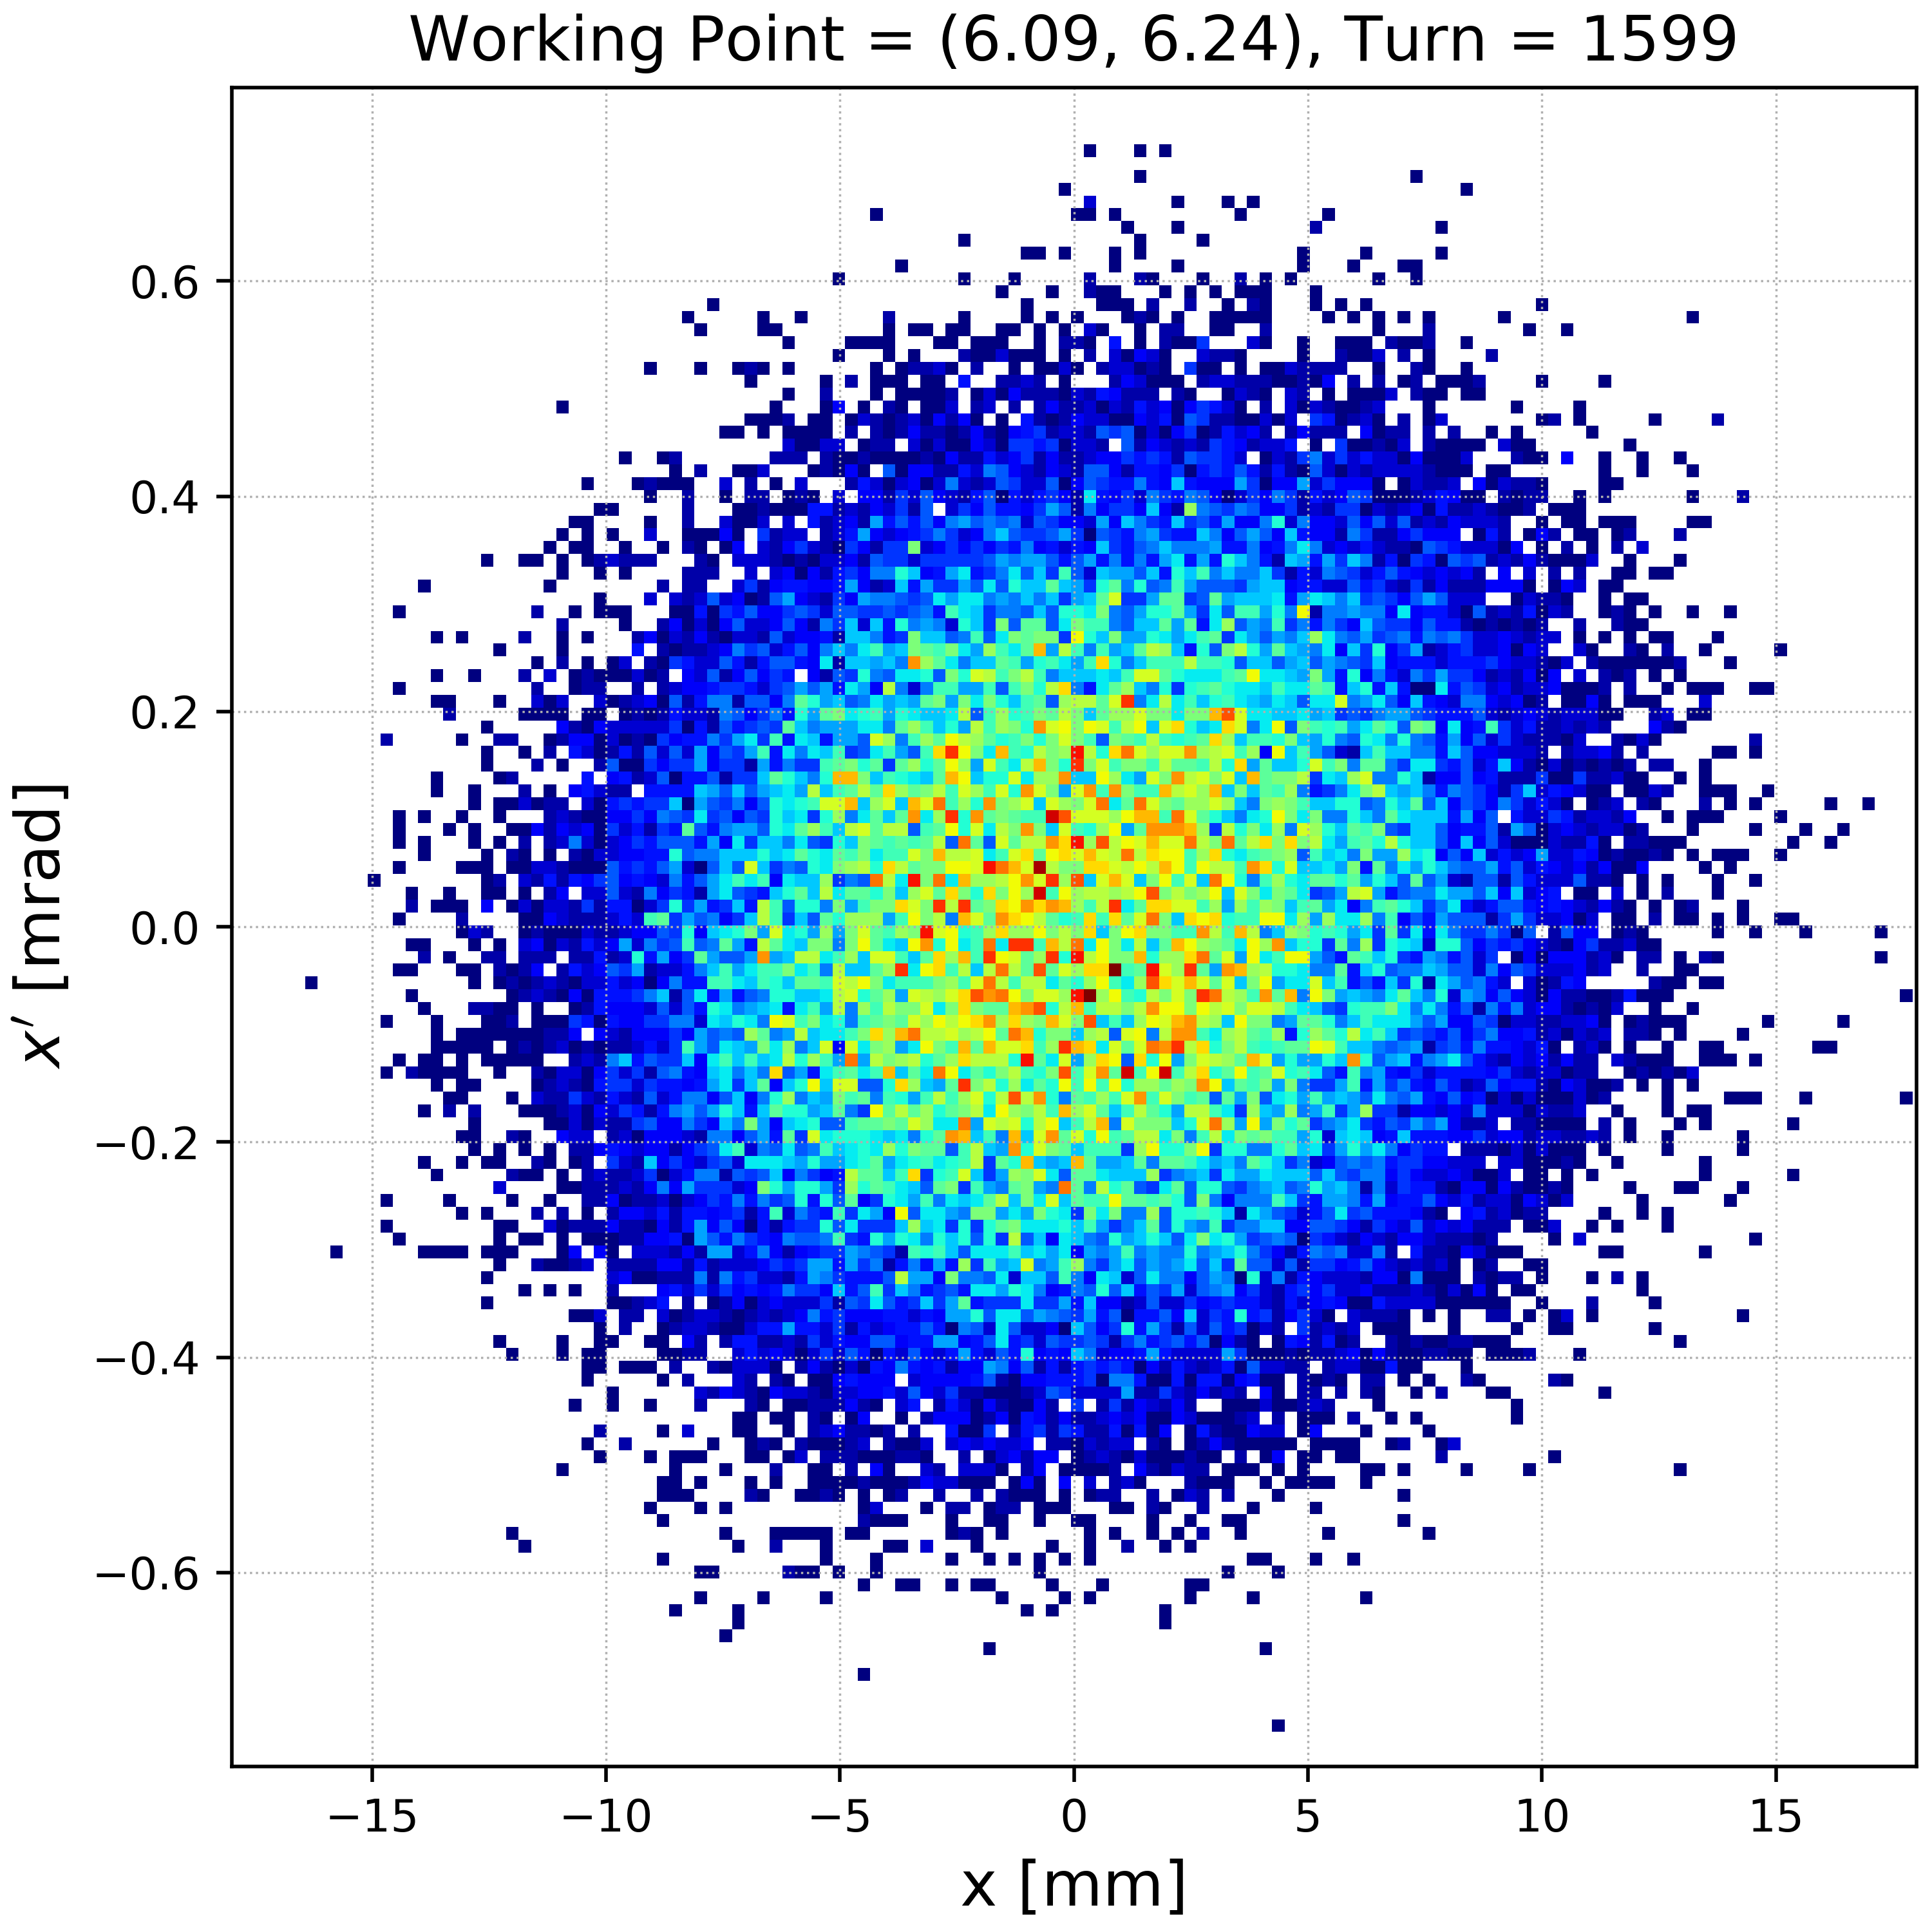 Working Point = (6.09, 6.24), Turn = 1599
x′ [mrad]
0.6
0.4
0.2
0.0
−0.2
−0.4
−0.6
−15 −10 −5 0 5 10 15
x [mm]